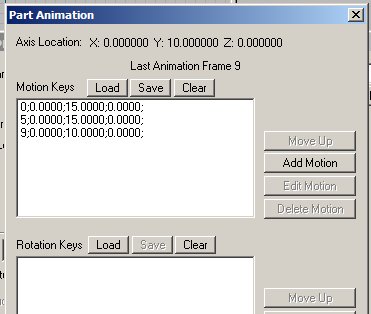 Part Animation
Axis Location: X: 0.000000 Y: 10.000000 Z: 0.000000
Last Animation Frame 9
Motion Keys Load Save Clear
0;0.0000;15.0000;0.0000;
5;0.0000;15.0000;0.0000;
9;0.0000;10.0000;0.0000;
Move Up
Add Motion
Edit Motion
Delete Motion
Rotation Keys Load Save Clear
Move Up